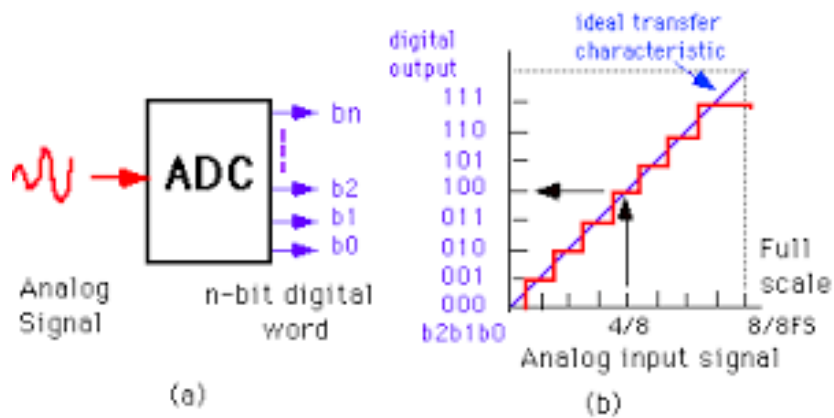 ADC
bn
b2
b1
b0
Analog
Signal
n-bit digital
word
(a)
digital
output
ideal transfer
characteristic
111
110
101
100
011
010
001
000
b2b1b0
4/8
8/8FS
Full
scale
Analog input signal
(b)